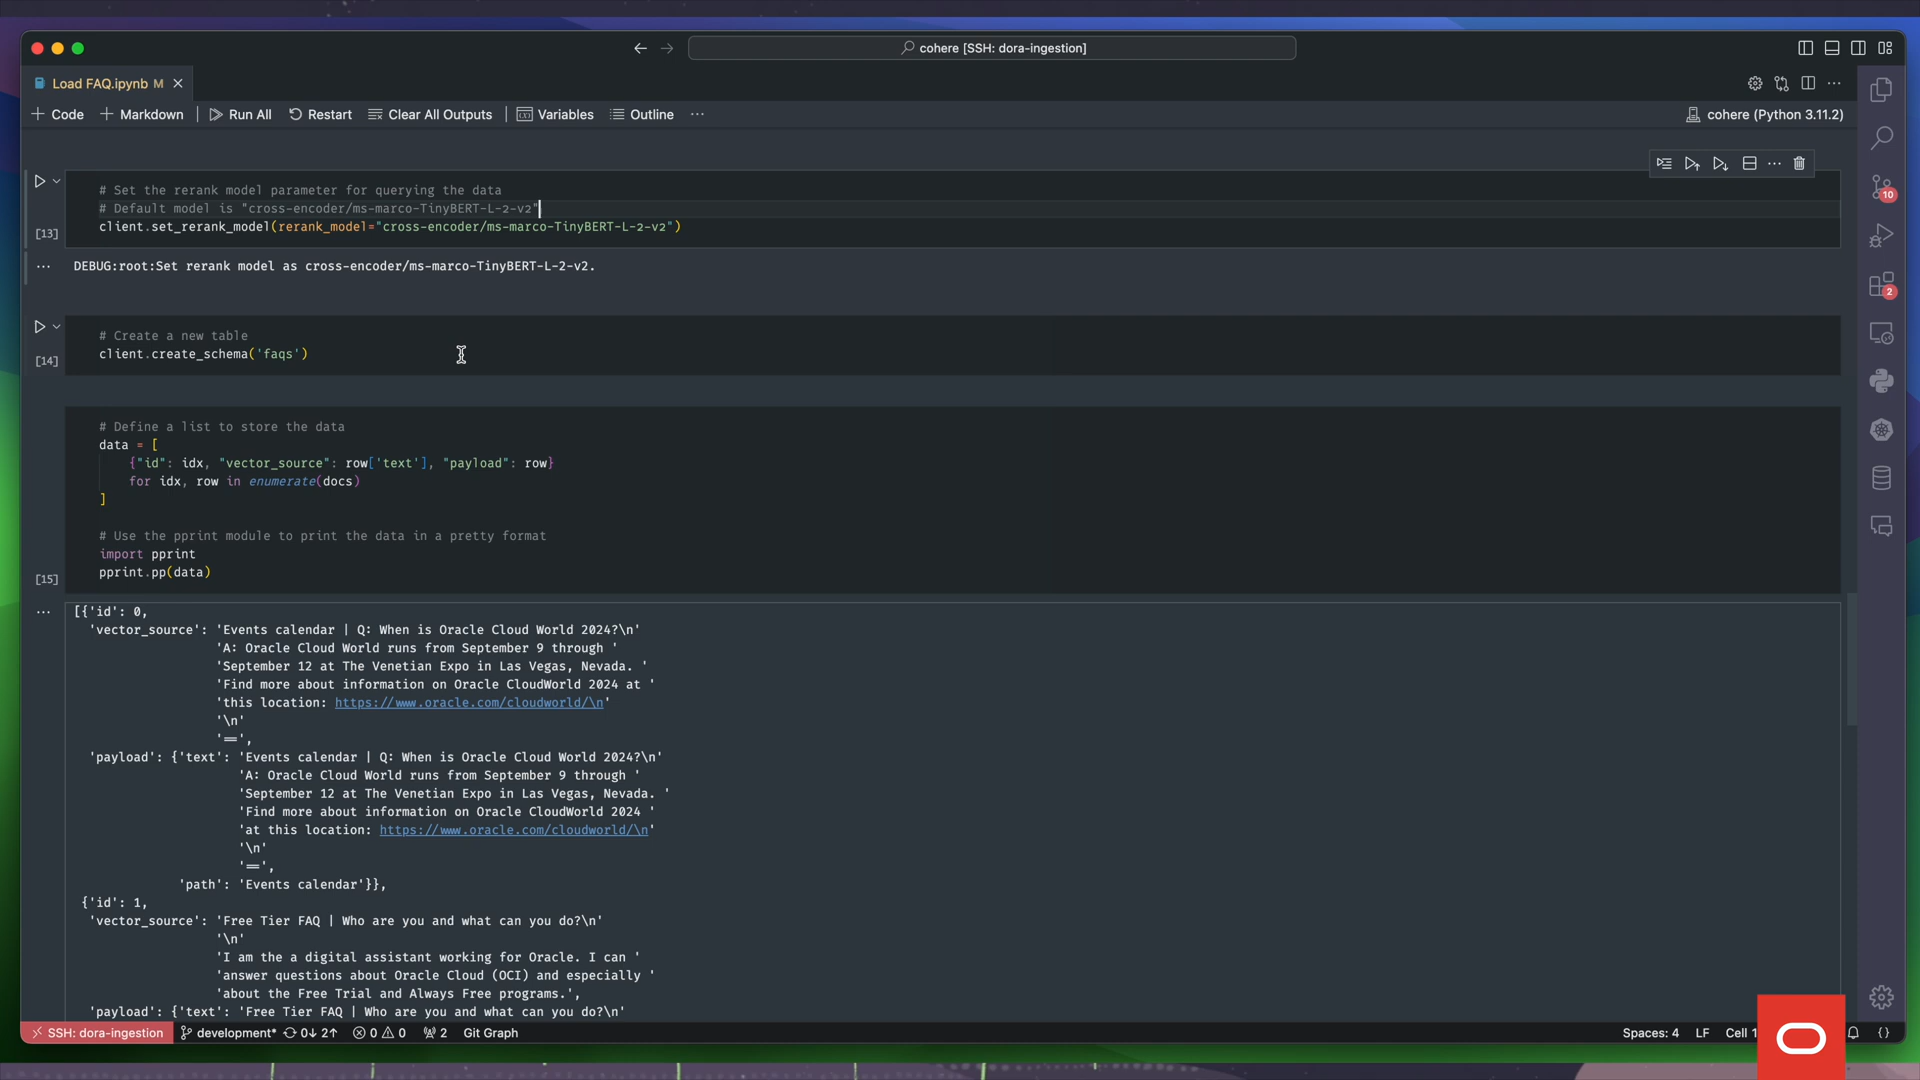 cohere [SSH: dora-ingestion]
Load FAQ.ipynb M
Code Markdown Run All Restart Clear All Outputs Variables Outline ...
cohere (Python 3.11.2)
# Set the rerank model parameter for querying the data
# Default model is "cross-encoder/ms-marco-TinyBERT-L-2-v2"
client.set_rerank_model(rerank_model="cross-encoder/ms-marco-TinyBERT-L-2-v2")
[13]
10
... DEBUG:root:Set rerank model as cross-encoder/ms-marco-TinyBERT-L-2-v2.
2
# Create a new table
client.create_schema('faqs')
[14]
# Define a list to store the data
data = [
{"id": idx, "vector_source": row['text'], "payload": row}
for idx, row in enumerate(docs)
]
# Use the pprint module to print the data in a pretty format
import pprint
pprint.pp(data)
[15]
... [{'id': 0,
'vector_source': 'Events calendar | Q: When is Oracle Cloud World 2024?\n'
'A: Oracle Cloud World runs from September 9 through '
'September 12 at The Venetian Expo in Las Vegas, Nevada. '
'Find more about information on Oracle CloudWorld 2024 at '
'this location: https://www.oracle.com/cloudworld/\n'
'\n'
'==',
'payload': {'text': 'Events calendar | Q: When is Oracle Cloud World 2024?\n'
'A: Oracle Cloud World runs from September 9 through '
'September 12 at The Venetian Expo in Las Vegas, Nevada. '
'Find more about information on Oracle CloudWorld 2024 '
'at this location: https://www.oracle.com/cloudworld/\n'
'\n'
'==',
'path': 'Events calendar'}},
{'id': 1,
'vector_source': 'Free Tier FAQ | Who are you and what can you do?\n'
'\n'
'I am the a digital assistant working for Oracle. I can '
'answer questions about Oracle Cloud (OCI) and especially '
'about the Free Trial and Always Free programs.',
'payload': {'text': 'Free Tier FAQ | Who are you and what can you do?\n'
SSH: dora-ingestion development* 0↓ 2↑ 0 0 2 Git Graph
Spaces: 4 LF Cell 1